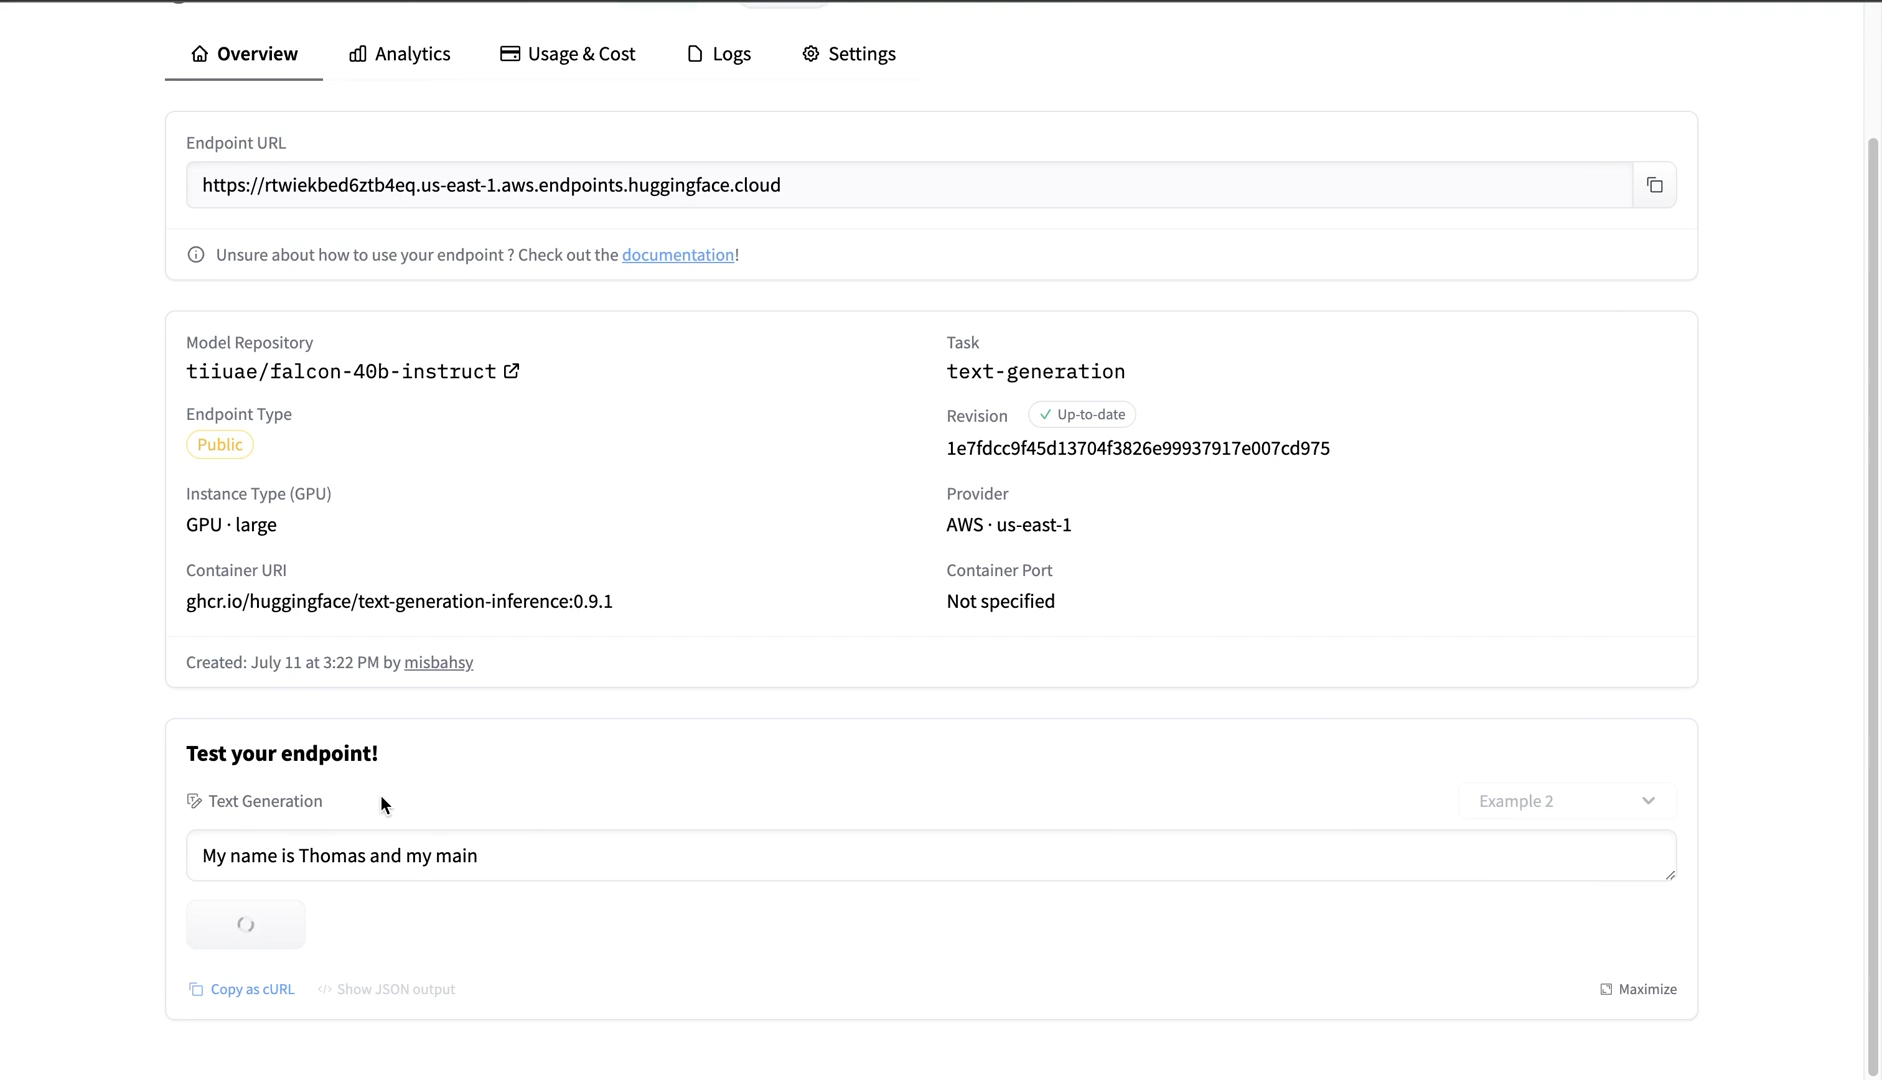 Overview Analytics Usage & Cost Logs Settings
Endpoint URL
https://rtwiekbed6ztb4eq.us-east-1.aws.endpoints.huggingface.cloud
Unsure about how to use your endpoint ? Check out the documentation!
Model Repository
tiiuae/falcon-40b-instruct
Task
text-generation
Endpoint Type
Public
Revision Up-to-date
1e7fdcc9f45d13704f3826e99937917e007cd975
Instance Type (GPU)
GPU · large
Provider
AWS · us-east-1
Container URI
ghcr.io/huggingface/text-generation-inference:0.9.1
Container Port
Not specified
Created: July 11 at 3:22 PM by misbahsy
Test your endpoint!
Text Generation
Example 2
My name is Thomas and my main
Copy as cURL </> Show JSON output
Maximize